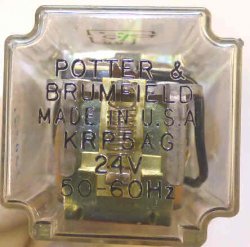 POTTER &
BRUMFIELD
MADE IN U.S.A
KRP5AG
24V
50-60Hz